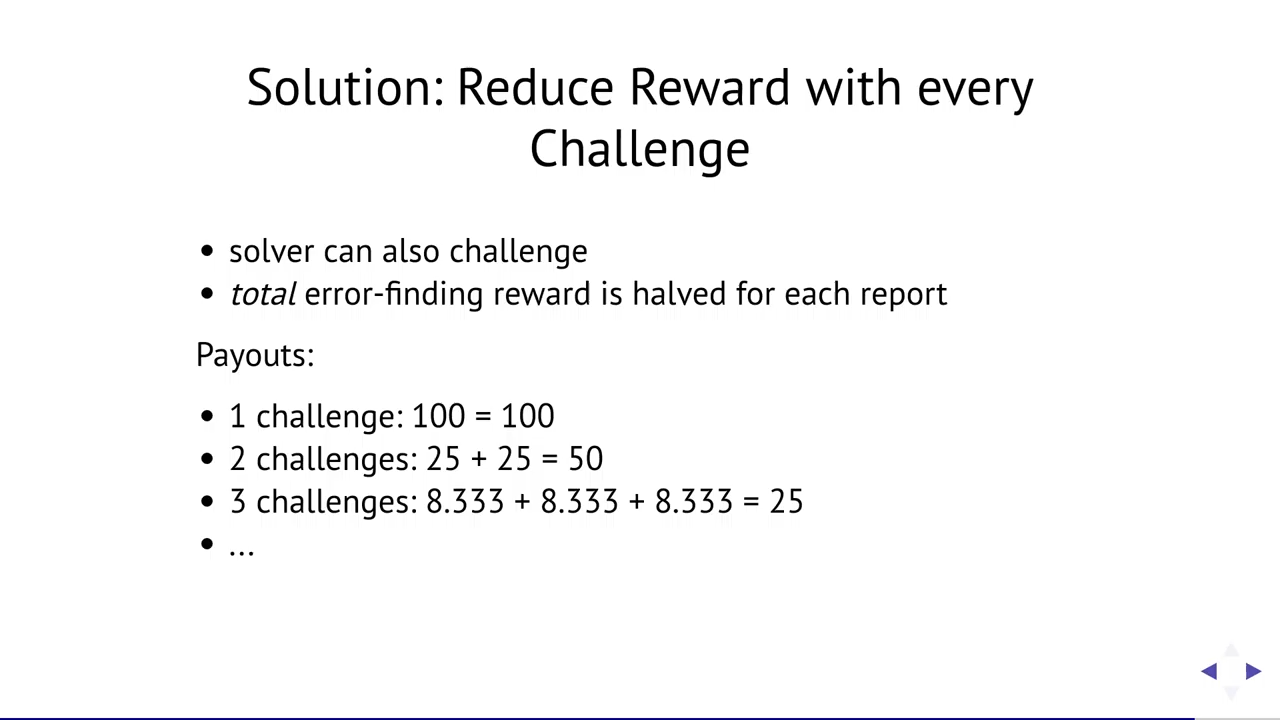 Solution: Reduce Reward with every
Challenge
• solver can also challenge
• total error-finding reward is halved for each report
Payouts:
• 1 challenge: 100 = 100
• 2 challenges: 25 + 25 = 50
• 3 challenges: 8.333 + 8.333 + 8.333 = 25
• ...